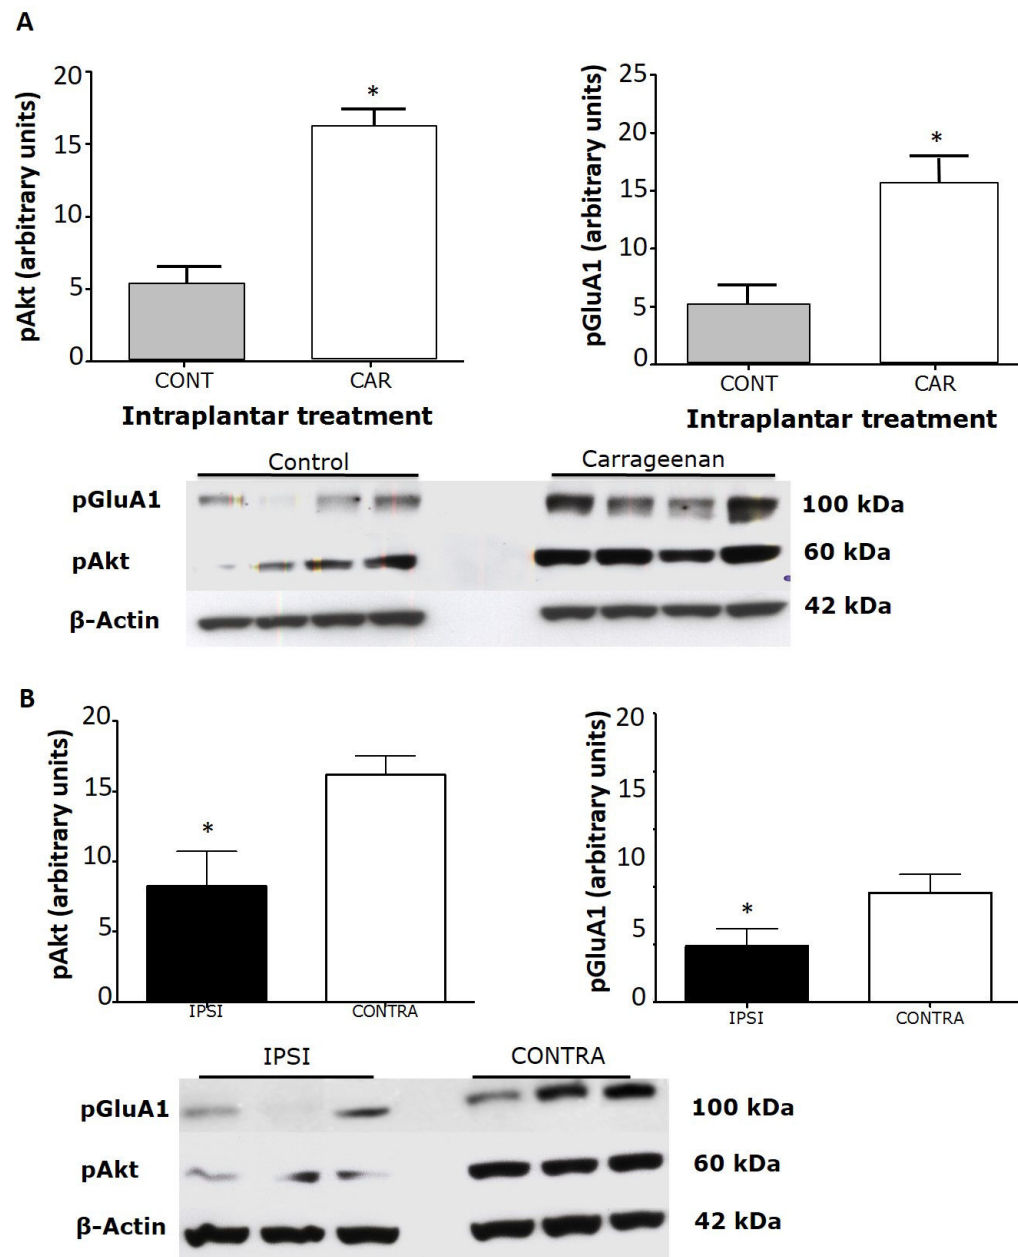 A
pAkt (arbitrary units)
20
15
10
5
0
*
CONT
CAR
Intraplantar treatment
pGluA1 (arbitrary units)
25
20
15
10
5
0
*
CONT
CAR
Intraplantar treatment
Control
Carrageenan
pGluA1
100 kDa
pAkt
60 kDa
β-Actin
42 kDa
B
pAkt (arbitrary units)
20
15
10
5
0
*
IPSI
CONTRA
pGluA1 (arbitrary units)
20
15
10
5
0
*
IPSI
CONTRA
IPSI
CONTRA
pGluA1
100 kDa
pAkt
60 kDa
β-Actin
42 kDa